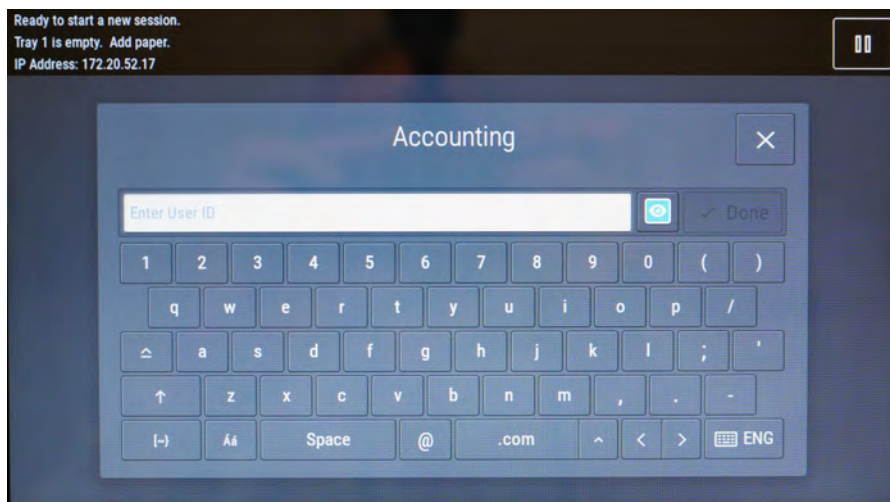 Ready to start a new session.
Tray 1 is empty. Add paper.
IP Address: 172.20.52.17
Accounting
Enter User ID
Done
1 2 3 4 5 6 7 8 9 0 ( )
q w e r t y u i o p /
a s d f g h j k l ; '
z x c v b n m , . -
[~} Áá Space @ .com ^ < > ENG